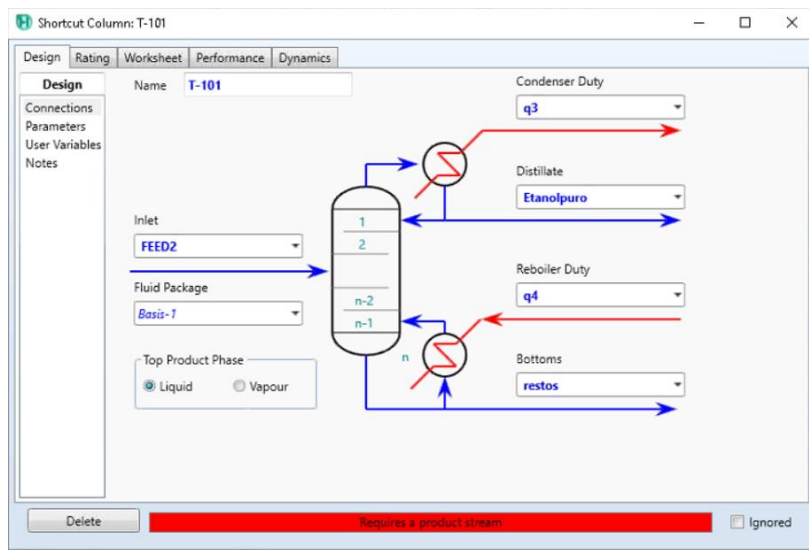 Shortcut Column: T-101
Design Rating Worksheet Performance Dynamics
Design
Connections
Parameters
User Variables
Notes
Name T-101
Condenser Duty
q3
Distillate
Etanolpuro
Inlet
FEED2
Fluid Package
Basis-1
Top Product Phase
Liquid Vapour
1
2
n-2
n-1
n
Reboiler Duty
q4
Bottoms
restos
Delete
Requires a product stream
Ignored